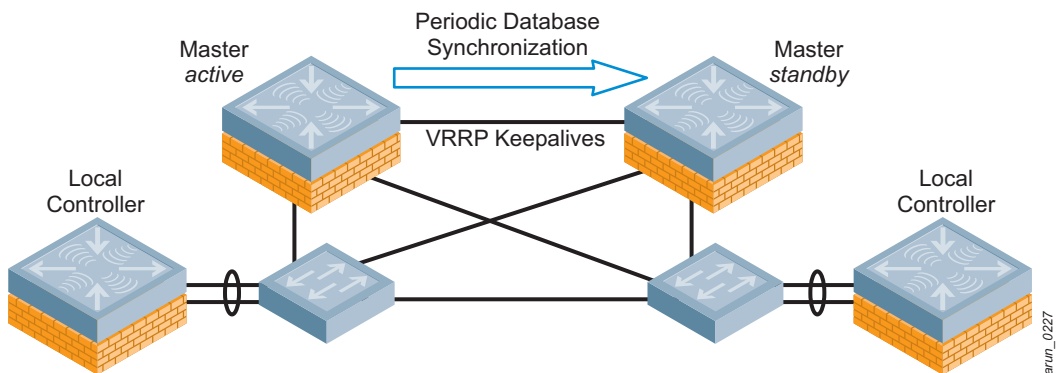 Periodic Database
Synchronization
Master
active
Master
standby
VRRP Keepalives
Local
Controller
Local
Controller
arun_0227